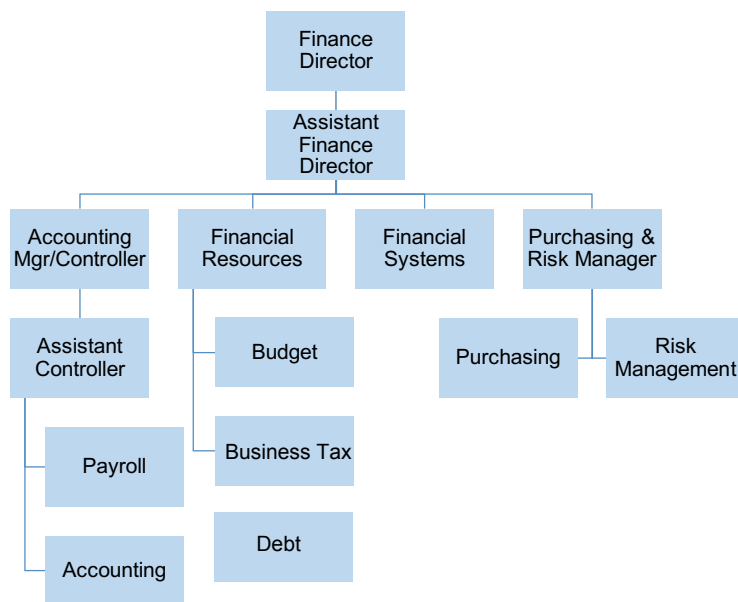 Finance
Director
Assistant
Finance
Director
Accounting
Mgr/Controller
Financial
Resources
Financial
Systems
Purchasing &
Risk Manager
Assistant
Controller
Budget
Purchasing
Risk
Management
Payroll
Business Tax
Accounting
Debt